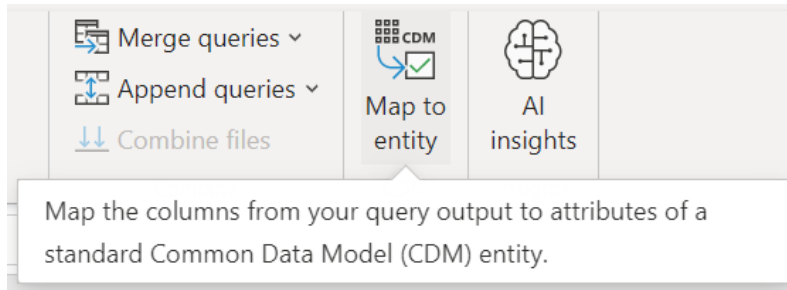 Merge queries
Append queries
Combine files
CDM
Map to
entity
AI
insights
Map the columns from your query output to attributes of a
standard Common Data Model (CDM) entity.